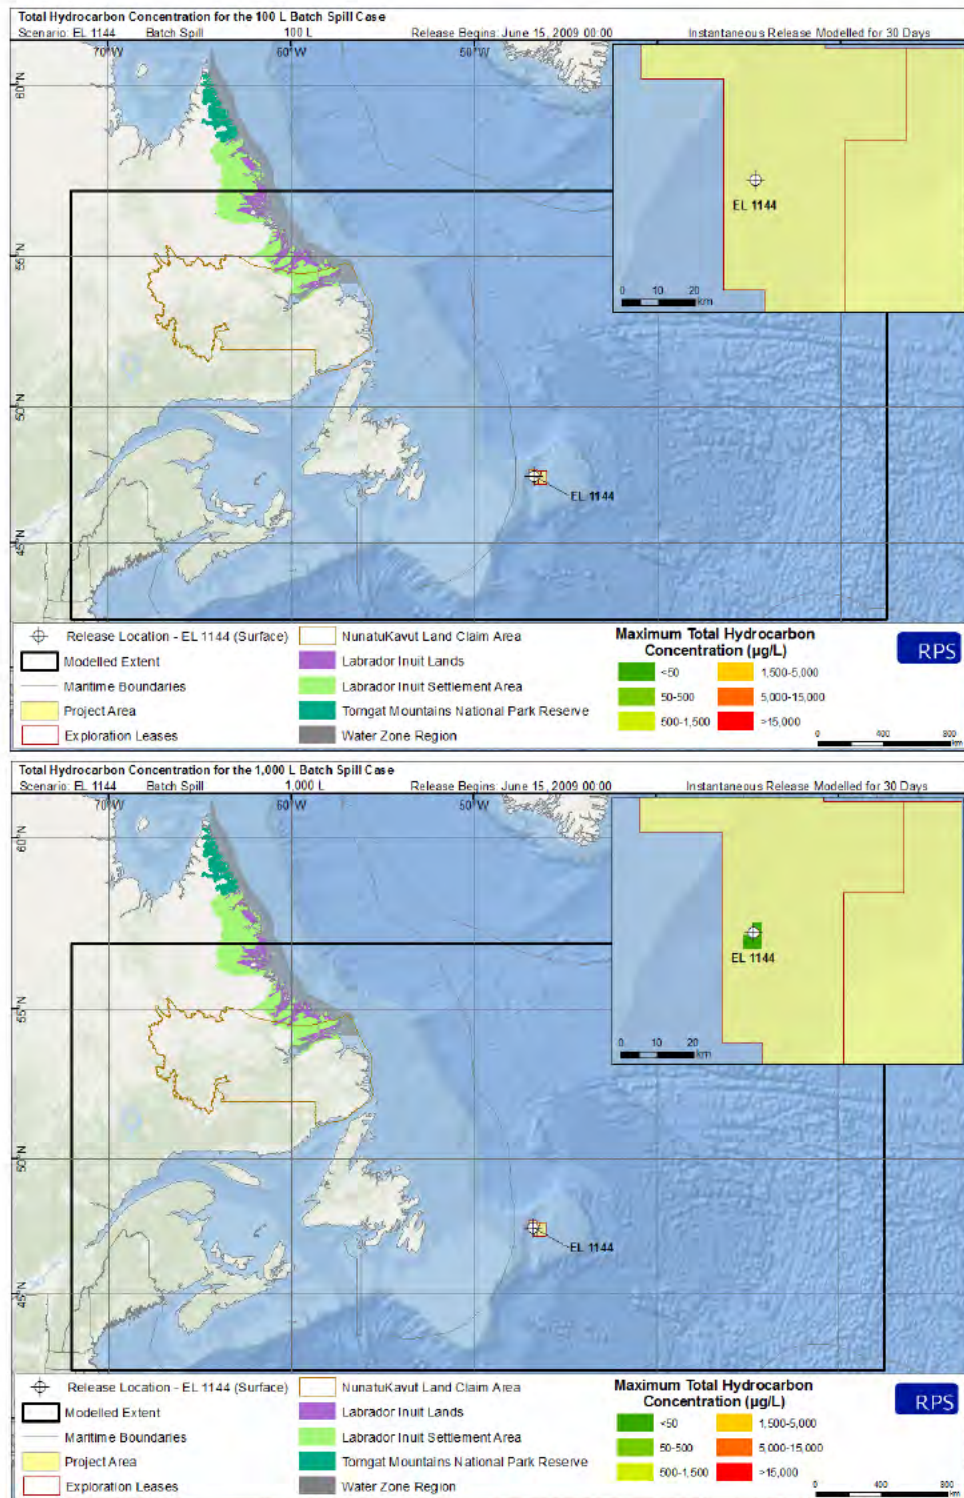 Total Hydrocarbon Concentration for the 100 L Batch Spill Case
Scenario: EL 1144 Batch Spill 100 L Release Begins: June 15, 2009 00:00 Instantaneous Release Modelled for 30 Days
70°W 60°W 50°W
60°N
EL 1144
55°N
0 10 20
km
50°N
EL 1144
45°N
Release Location - EL 1144 (Surface)
Modelled Extent
Maritime Boundaries
Project Area
Exploration Leases
NunatuKavut Land Claim Area
Labrador Inuit Lands
Labrador Inuit Settlement Area
Torngat Mountains National Park Reserve
Water Zone Region
Maximum Total Hydrocarbon
Concentration (µg/L)
<50 1,500-5,000
50-500 5,000-15,000
500-1,500 >15,000
RPS
0 400 800
km
Total Hydrocarbon Concentration for the 1,000 L Batch Spill Case
Scenario: EL 1144 Batch Spill 1,000 L Release Begins: June 15, 2009 00:00 Instantaneous Release Modelled for 30 Days
70°W 60°W 50°W
60°N
EL 1144
55°N
0 10 20
km
50°N
EL 1144
45°N
Release Location - EL 1144 (Surface)
Modelled Extent
Maritime Boundaries
Project Area
Exploration Leases
NunatuKavut Land Claim Area
Labrador Inuit Lands
Labrador Inuit Settlement Area
Torngat Mountains National Park Reserve
Water Zone Region
Maximum Total Hydrocarbon
Concentration (µg/L)
<50 1,500-5,000
50-500 5,000-15,000
500-1,500 >15,000
RPS
0 400 800
km